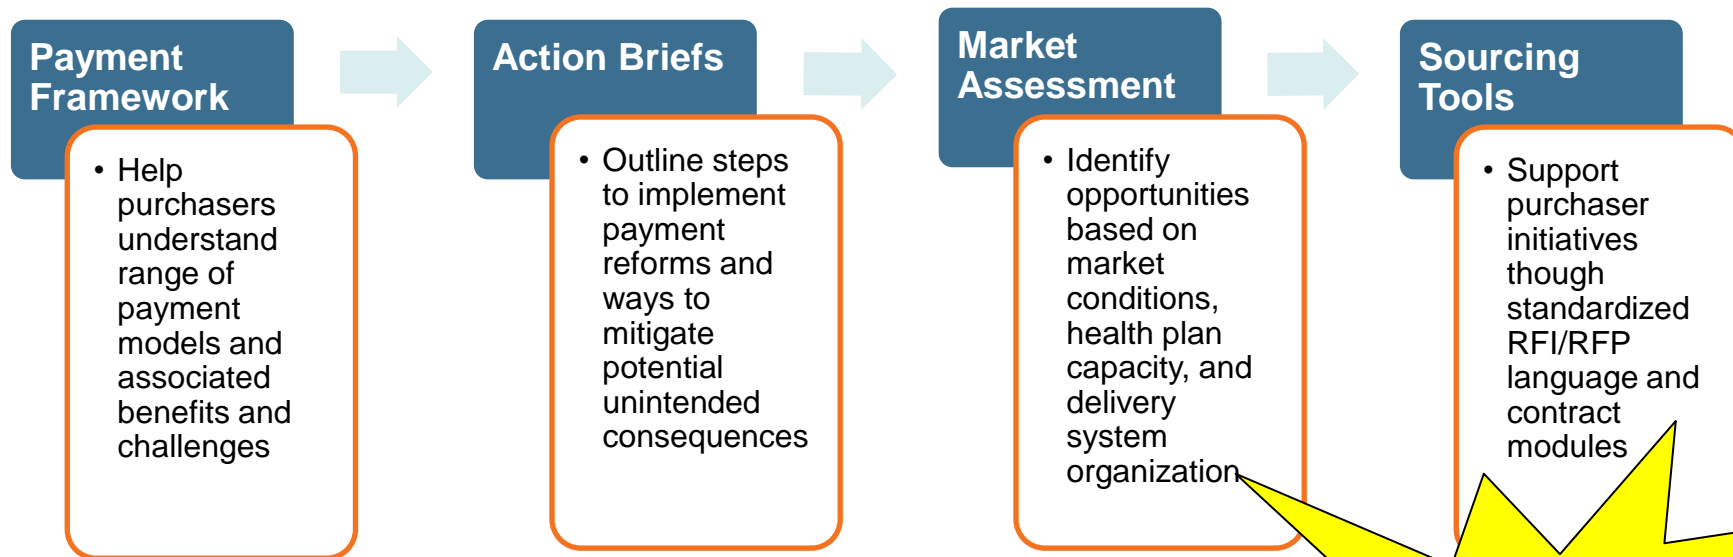 Payment
Framework
• Help
purchasers
understand
range of
payment
models and
associated
benefits and
challenges
Action Briefs
• Outline steps
to implement
payment
reforms and
ways to
mitigate
potential
unintended
consequences
Market
Assessment
• Identify
opportunities
based on
market
conditions,
health plan
capacity, and
delivery
system
organization
Sourcing
Tools
• Support
purchaser
initiatives
though
standardized
RFI/RFP
language and
contract
modules